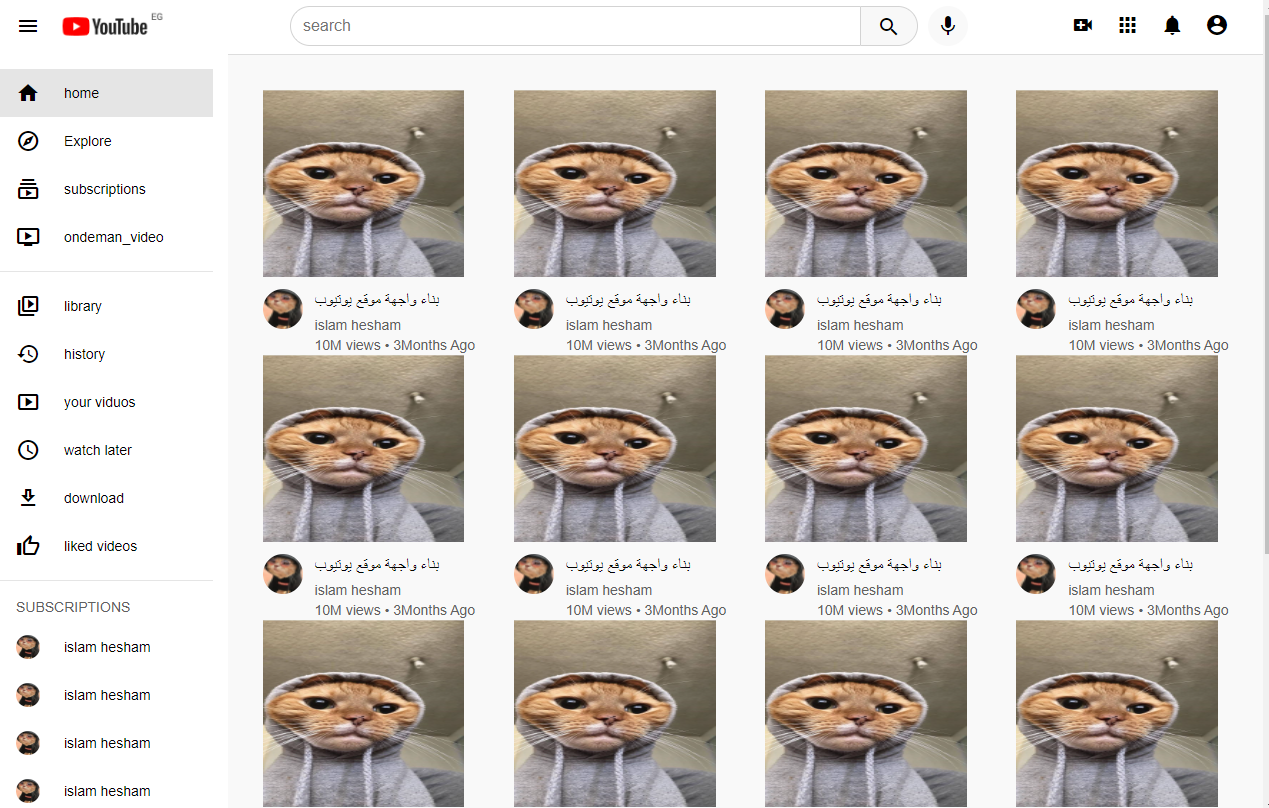 YouTube EG
search
home
Explore
subscriptions
ondeman_video
library
history
your viduos
watch later
download
liked videos
SUBSCRIPTIONS
islam hesham
islam hesham
islam hesham
islam hesham
بناء واجهة موقع يوتيوب
islam hesham
10M views • 3Months Ago
بناء واجهة موقع يوتيوب
islam hesham
10M views • 3Months Ago
بناء واجهة موقع يوتيوب
islam hesham
10M views • 3Months Ago
بناء واجهة موقع يوتيوب
islam hesham
10M views • 3Months Ago
بناء واجهة موقع يوتيوب
islam hesham
10M views • 3Months Ago
بناء واجهة موقع يوتيوب
islam hesham
10M views • 3Months Ago
بناء واجهة موقع يوتيوب
islam hesham
10M views • 3Months Ago
بناء واجهة موقع يوتيوب
islam hesham
10M views • 3Months Ago